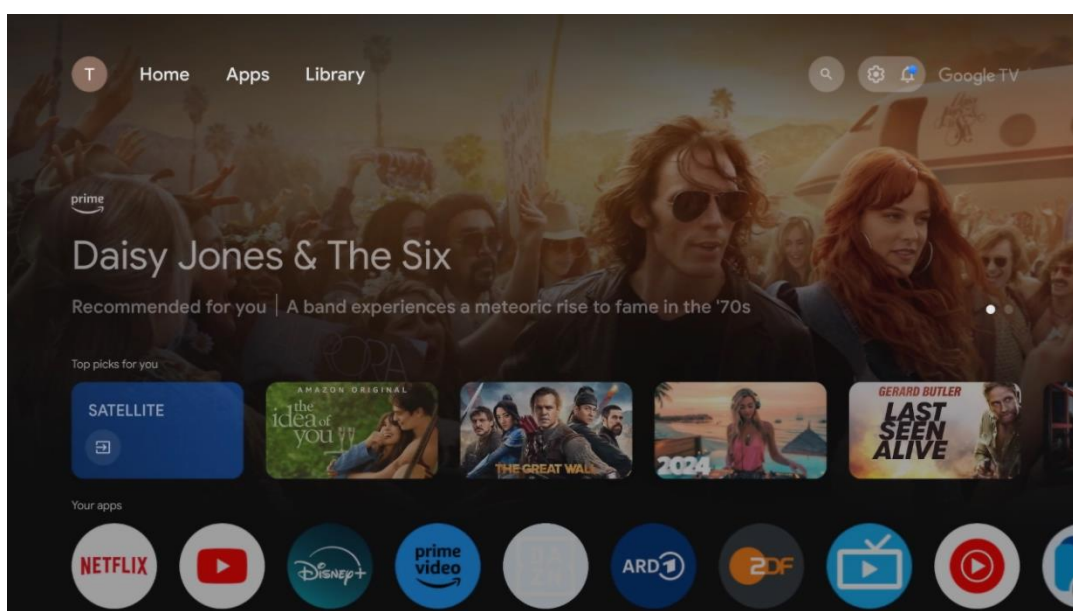 T
Home
Apps
Library
Google TV
prime
Daisy Jones & The Six
Recommended for you | A band experiences a meteoric rise to fame in the '70s
Top picks for you
SATELLITE
AMAZON ORIGINAL
the
idea of
you
THE GREAT WALL
2024
GERARD BUTLER
LAST
SEEN
ALIVE
Your apps
NETFLIX
Disney+
prime
video
DAZN
ARD 1
ZDF